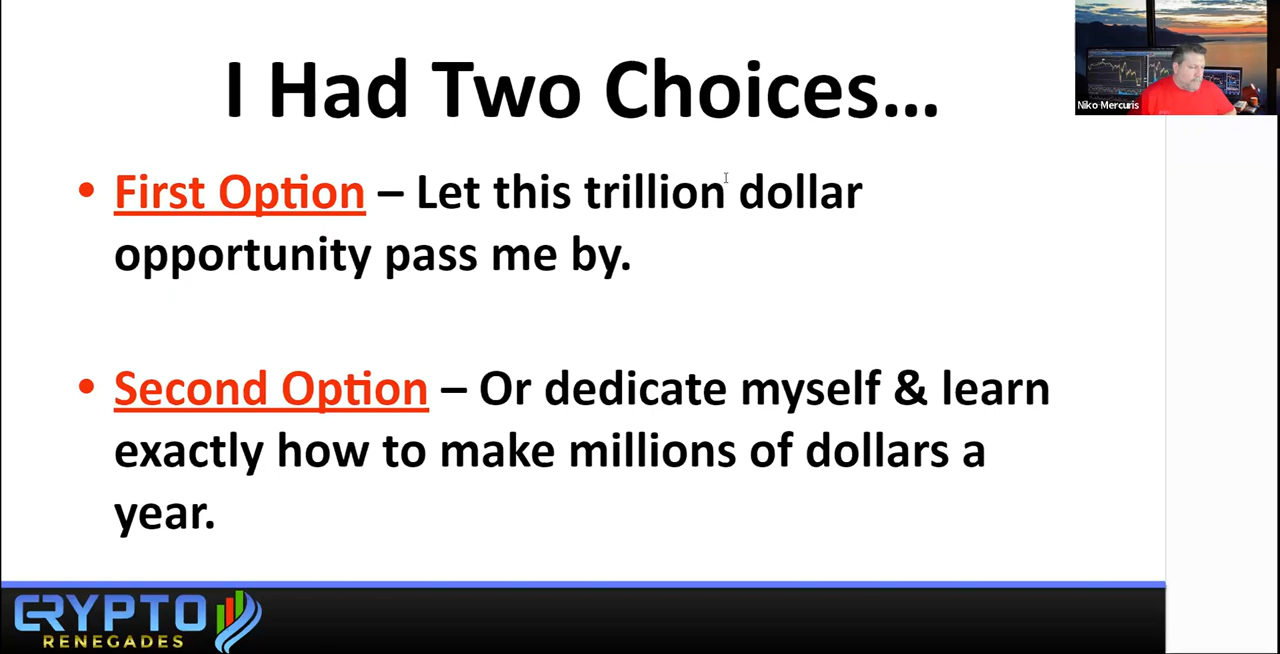 I Had Two Choices...
Niko Mercuris
• First Option – Let this trillion dollar
opportunity pass me by.
• Second Option – Or dedicate myself & learn
exactly how to make millions of dollars a
year.
CRYPTO
RENEGADES